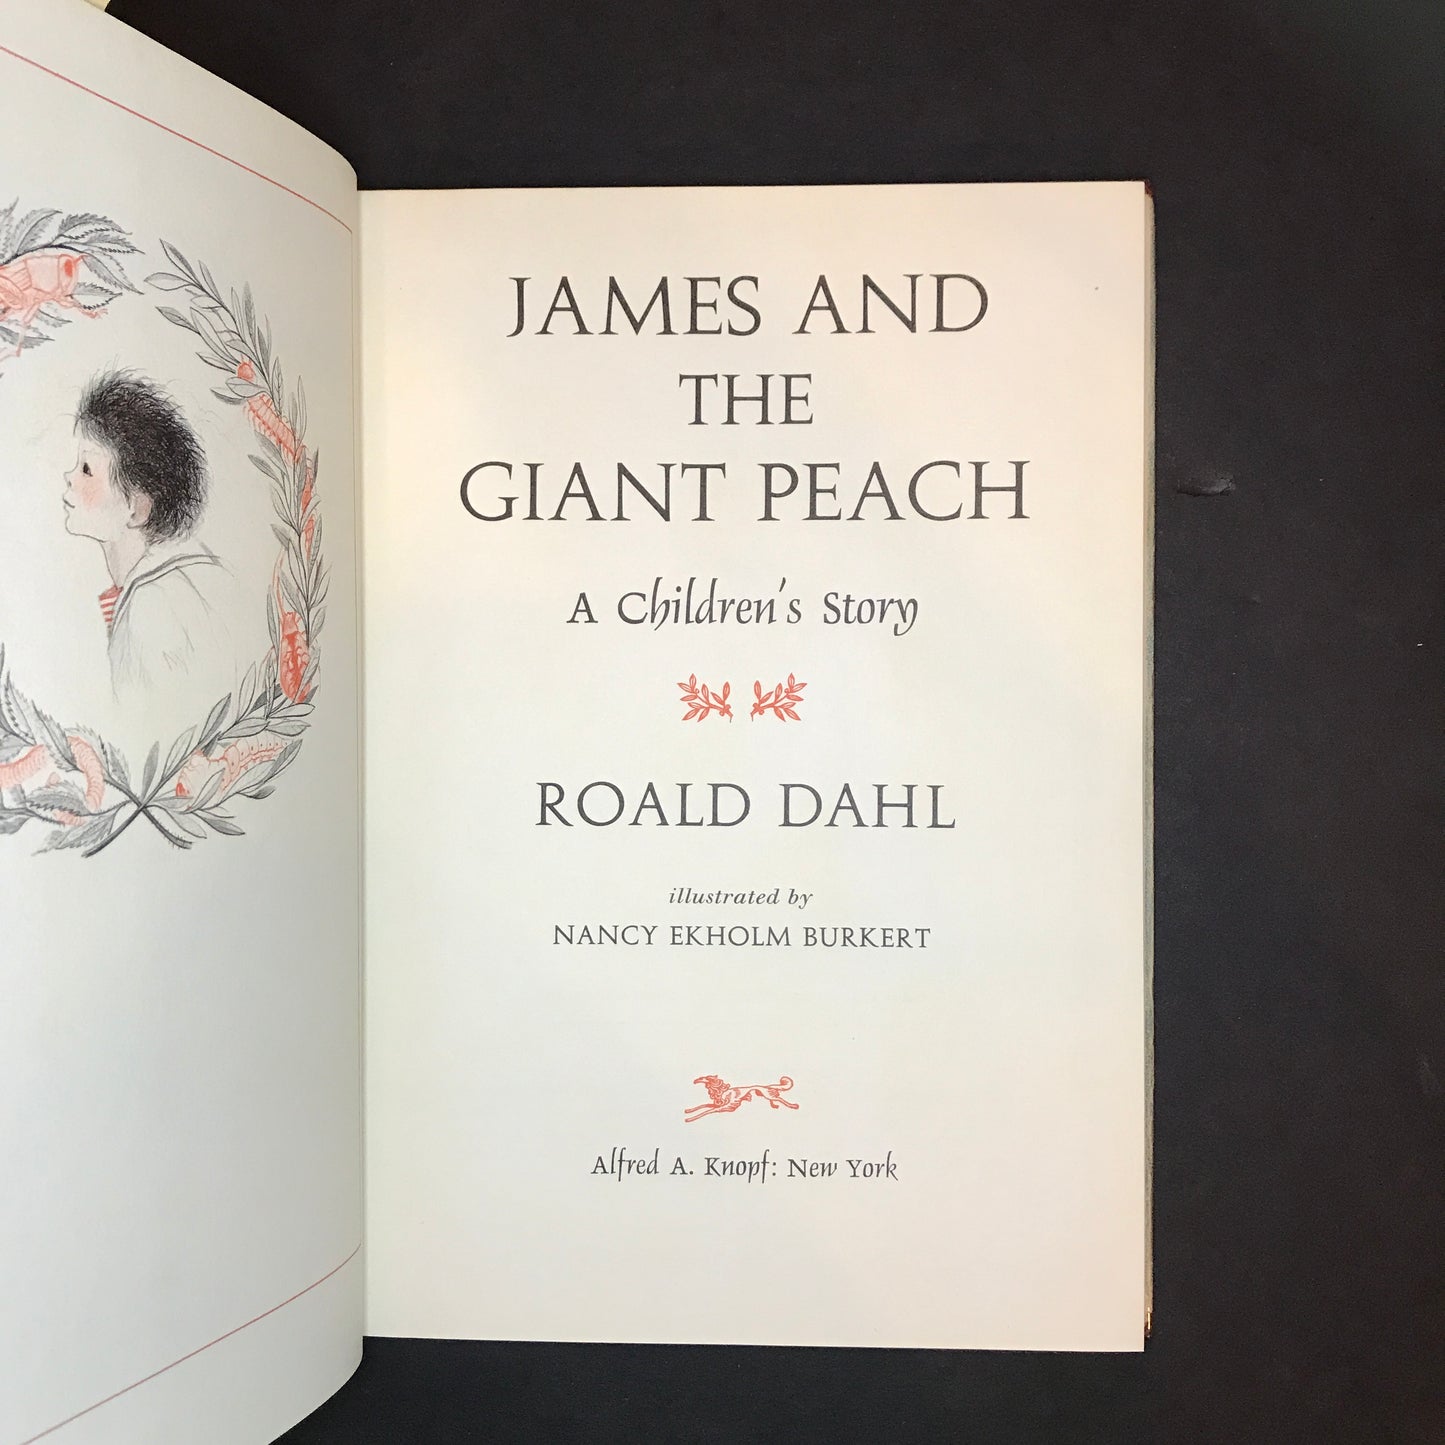 JAMES AND
THE
GIANT PEACH
A Children's Story
ROALD DAHL
illustrated by
NANCY EKHOLM BURKERT
Alfred A. Knopf: New York